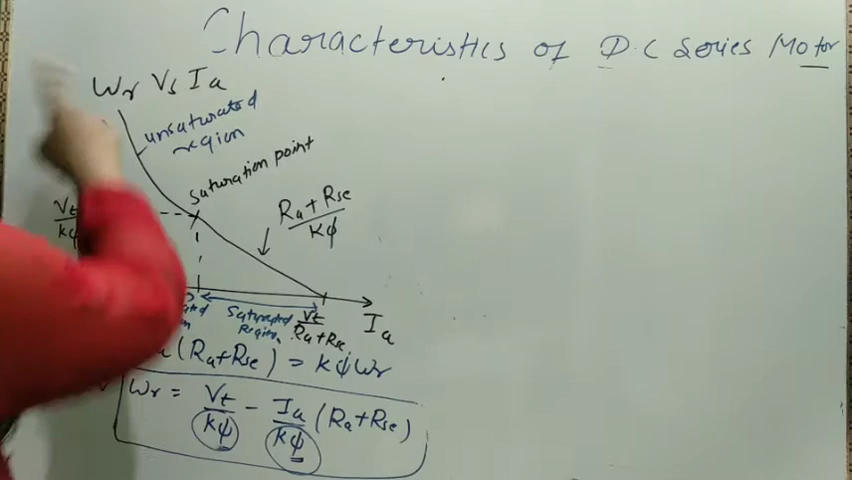 Characteristics of D.C Series Motor
Wr Vs Ia
unsaturated
region
Saturation point
Vt
Ra + Rse
Kϕ
Saturated
Region
Vt
Ra+Rse
Ia
(Ra+Rse) = Kϕ Wr
Wr = Vt/Kϕ - Ia/Kϕ (Ra+Rse)